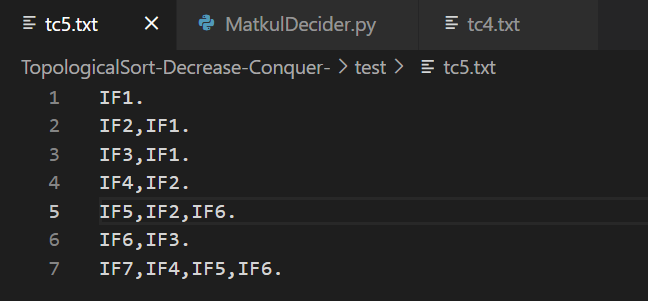 tc5.txt MatkulDecider.py tc4.txt
TopologicalSort-Decrease-Conquer- > test > tc5.txt
1 IF1.
2 IF2,IF1.
3 IF3,IF1.
4 IF4,IF2.
5 IF5,IF2,IF6.
6 IF6,IF3.
7 IF7,IF4,IF5,IF6.